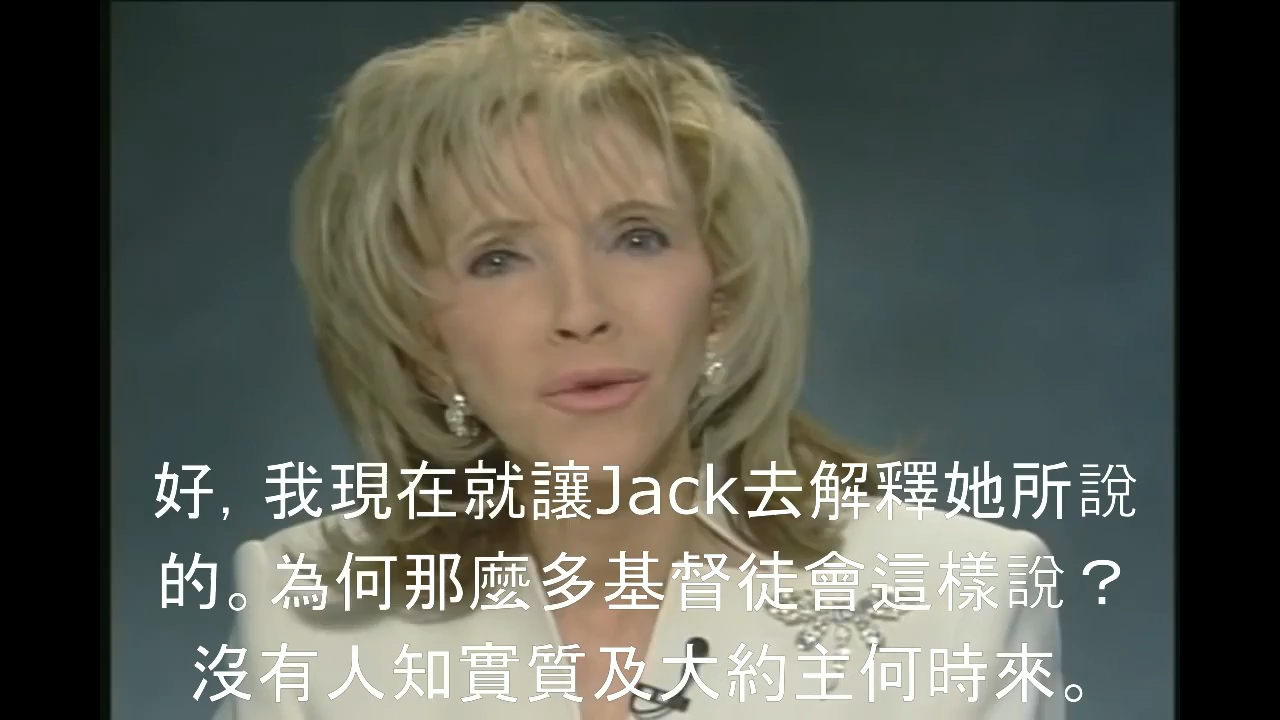 好，我現在就讓Jack去解釋她所說
的。為何那麼多基督徒會這樣說？
沒有人知實質及大約主何時來。